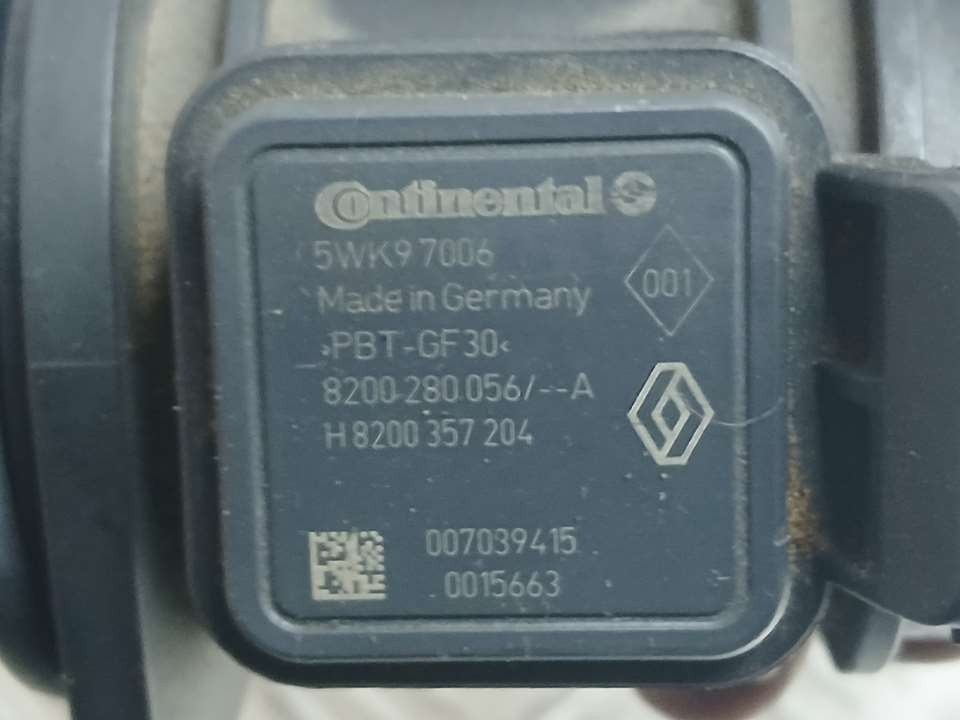 Continental
5WK9 7006
001
Made in Germany
›PBT-GF30‹
8200 280 056/--A
H 8200 357 204
007039415
0015663